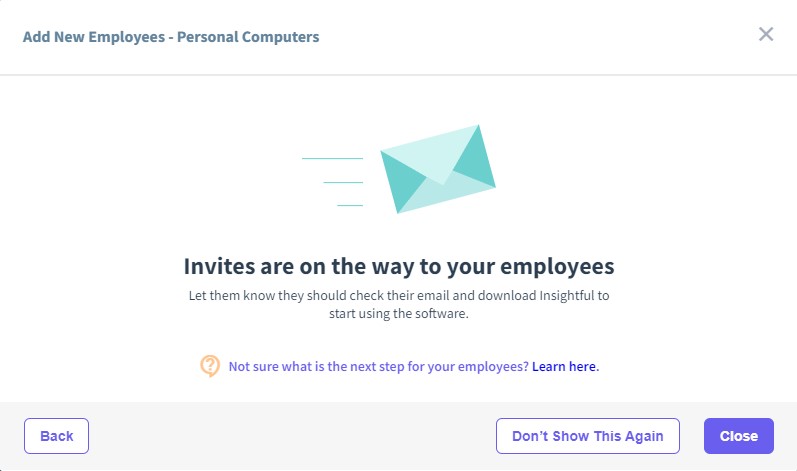 Add New Employees - Personal Computers
Invites are on the way to your employees
Let them know they should check their email and download Insightful to
start using the software.
Not sure what is the next step for your employees? Learn here.
Back
Don't Show This Again
Close